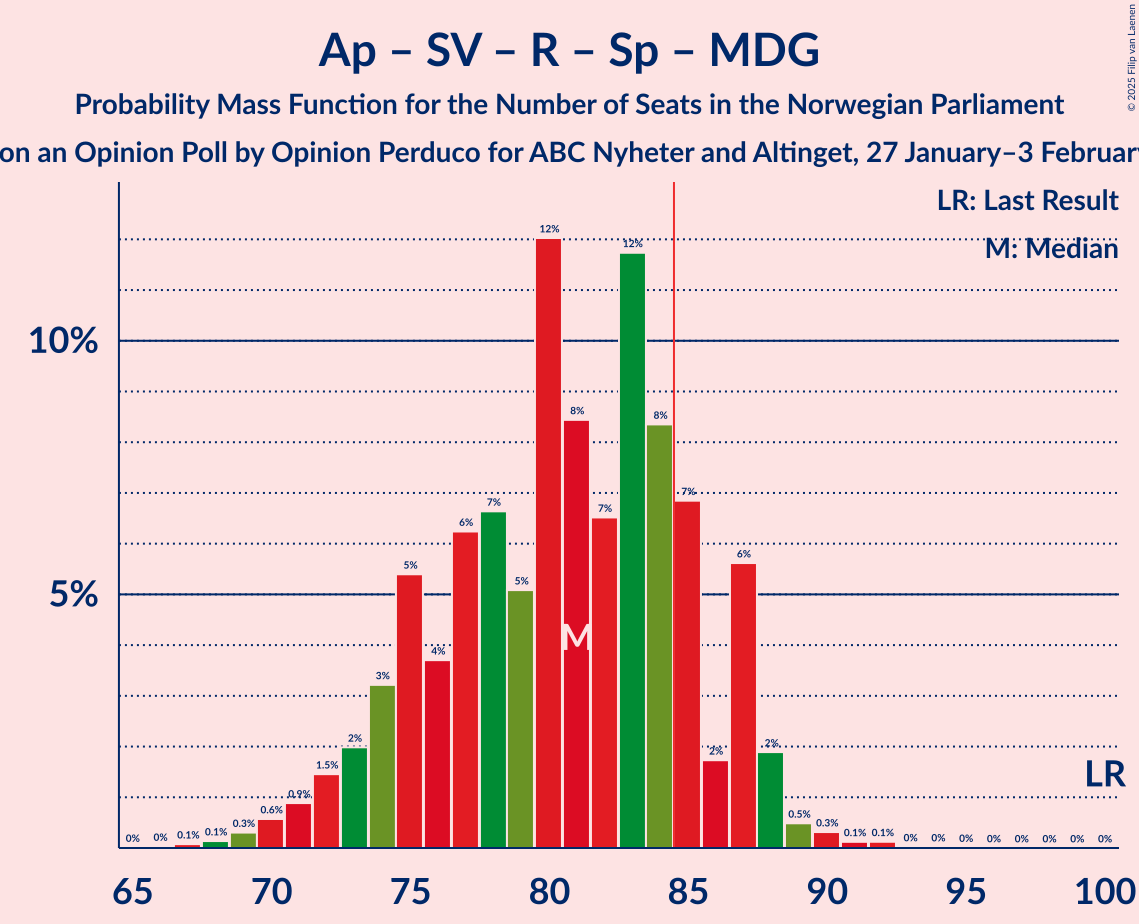 Ap – SV – R – Sp – MDG
Probability Mass Function for the Number of Seats in the Norwegian Parliament
on an Opinion Poll by Opinion Perduco for ABC Nyheter and Altinget, 27 January–3 February
© 2025 Filip van Laenen
LR: Last Result
M: Median
10%
5%
0% 0% 0.1% 0.1% 0.3% 0.6% 0.9% 1.5% 2% 3% 5% 4% 6% 7% 5% 12% 8% 7% 12% 8% 7% 2% 6% 2% 0.5% 0.3% 0.1% 0.1% 0% 0% 0% 0% 0% 0% 0% 0%
M
LR
65 70 75 80 85 90 95 100